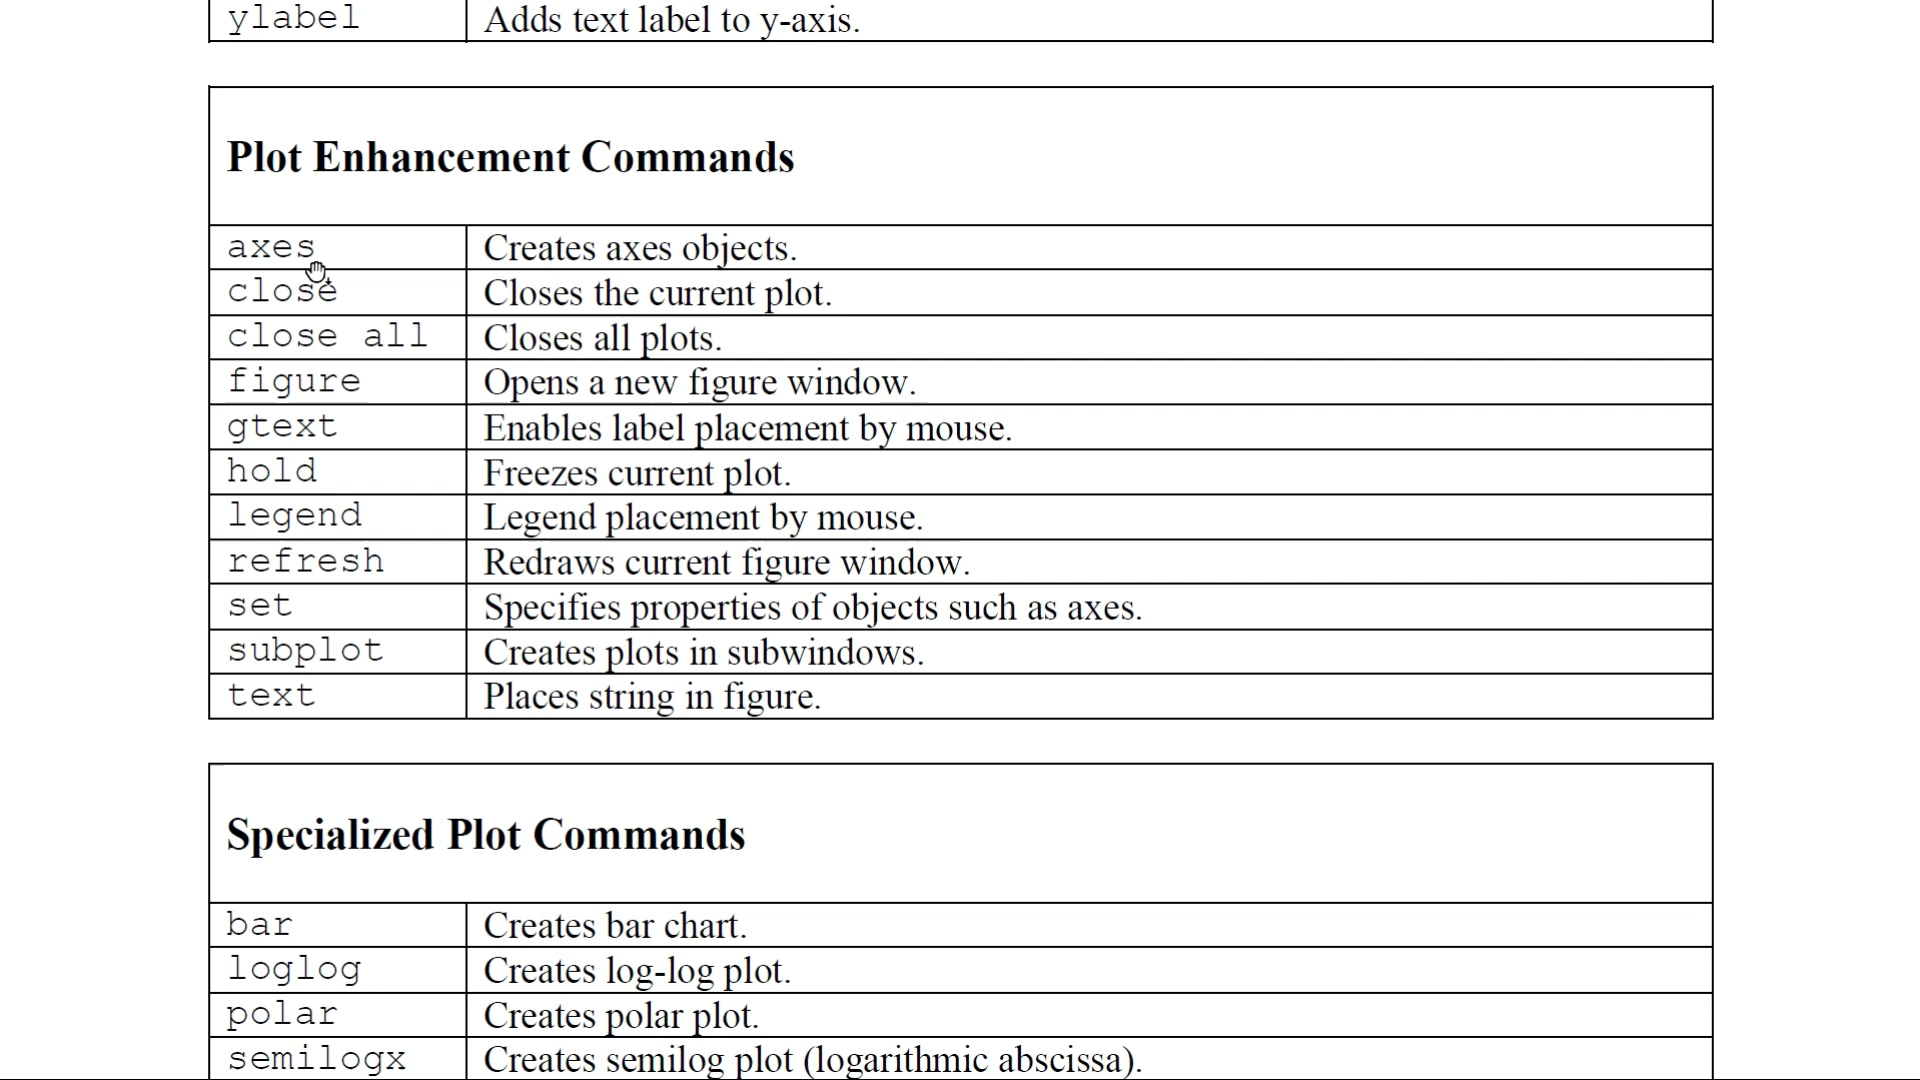 ylabel Adds text label to y-axis.
Plot Enhancement Commands
axes Creates axes objects.
close Closes the current plot.
close all Closes all plots.
figure Opens a new figure window.
gtext Enables label placement by mouse.
hold Freezes current plot.
legend Legend placement by mouse.
refresh Redraws current figure window.
set Specifies properties of objects such as axes.
subplot Creates plots in subwindows.
text Places string in figure.
Specialized Plot Commands
bar Creates bar chart.
loglog Creates log-log plot.
polar Creates polar plot.
semilogx Creates semilog plot (logarithmic abscissa).